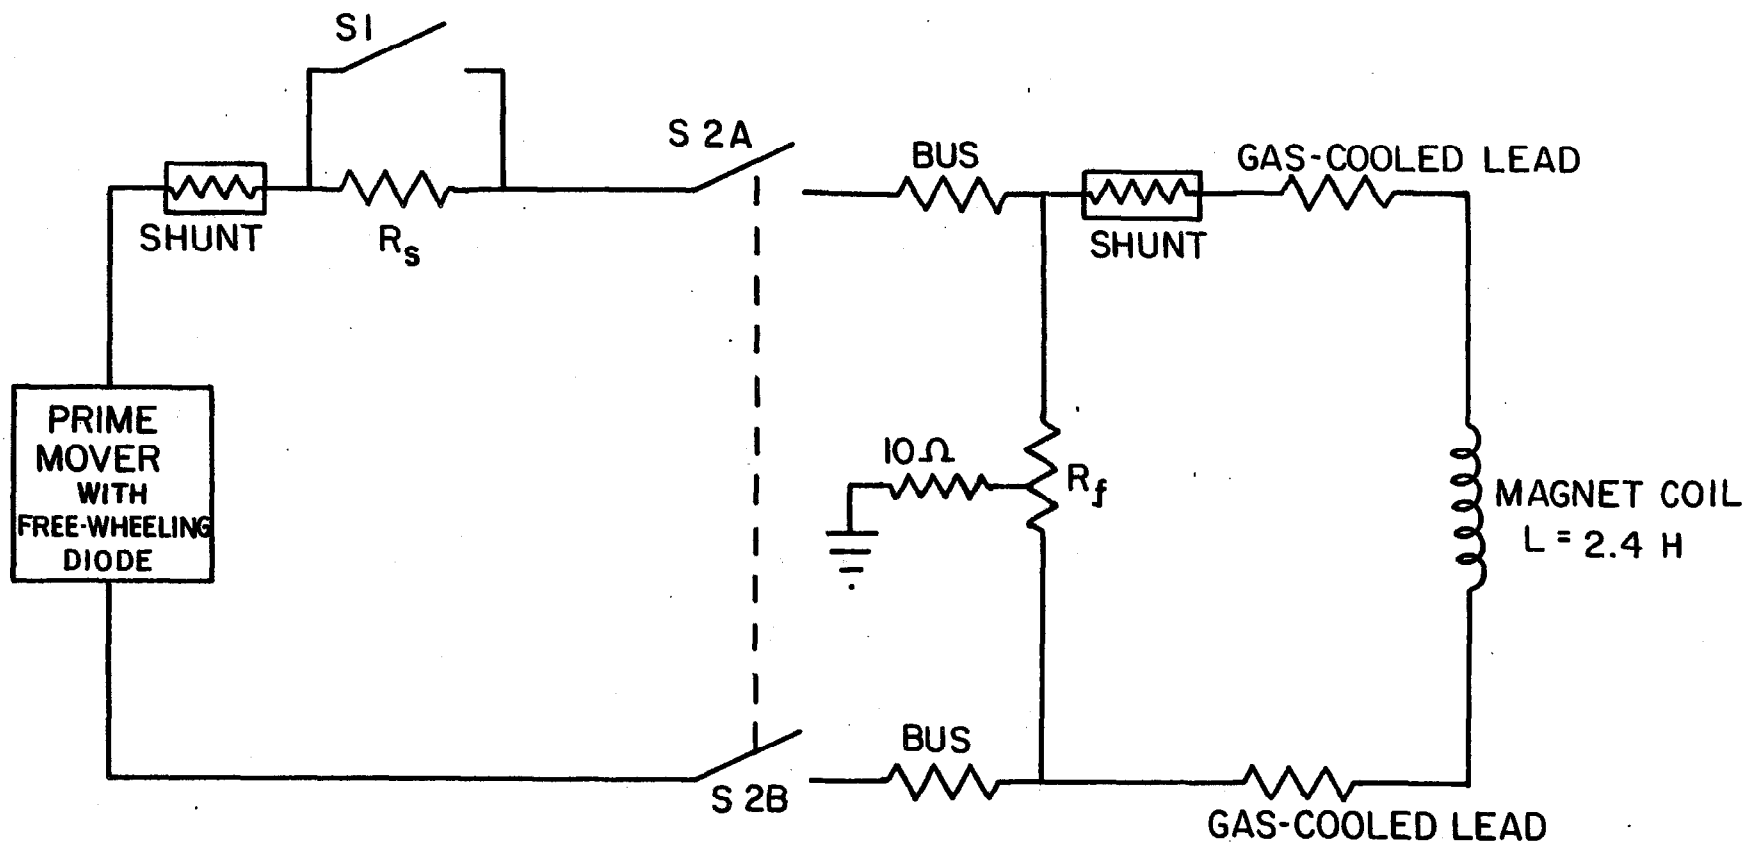 S1
S 2A
BUS
GAS-COOLED LEAD
SHUNT
Rs
SHUNT
PRIME
MOVER
WITH
FREE-WHEELING
DIODE
10Ω
Rf
MAGNET COIL
L = 2.4 H
BUS
S 2B
GAS-COOLED LEAD